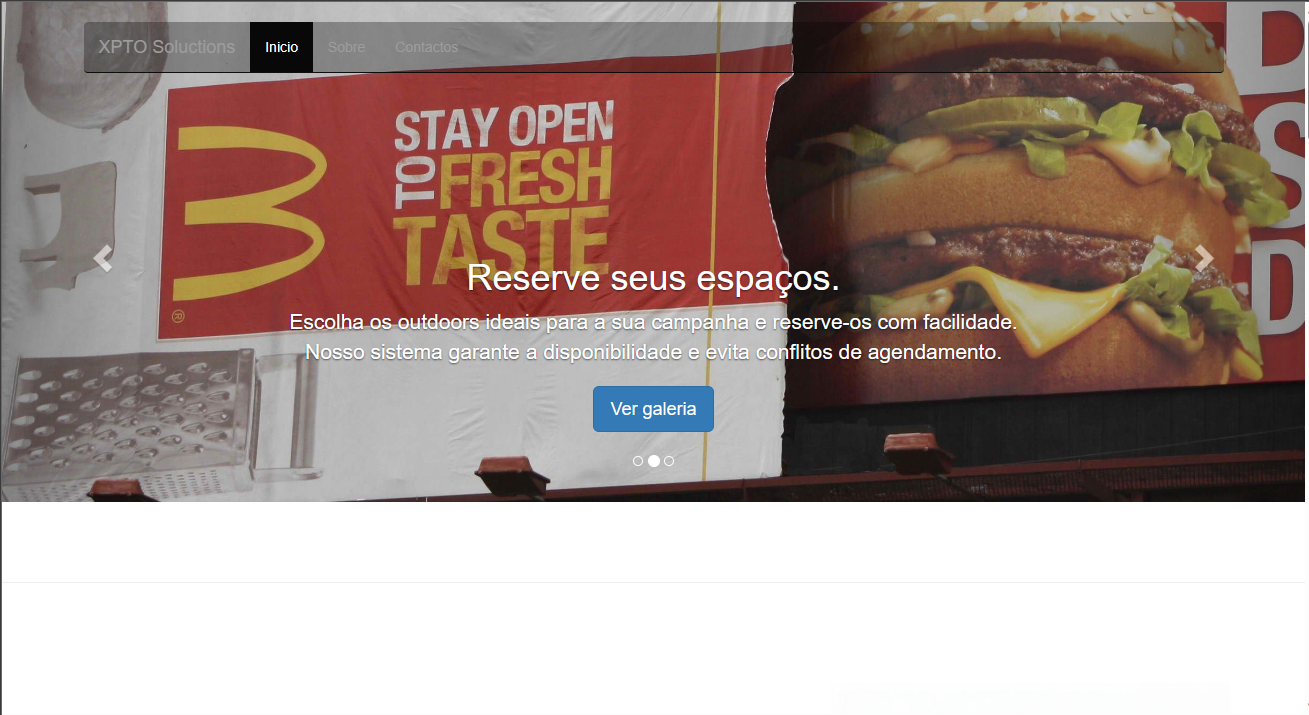 XPTO Soluctions
Inicio
Sobre
Contactos
STAY OPEN
TO FRESH
TASTE
®
D
S
D
Reserve seus espaços.
Escolha os outdoors ideais para a sua campanha e reserve-os com facilidade.
Nosso sistema garante a disponibilidade e evita conflitos de agendamento.
Ver galeria